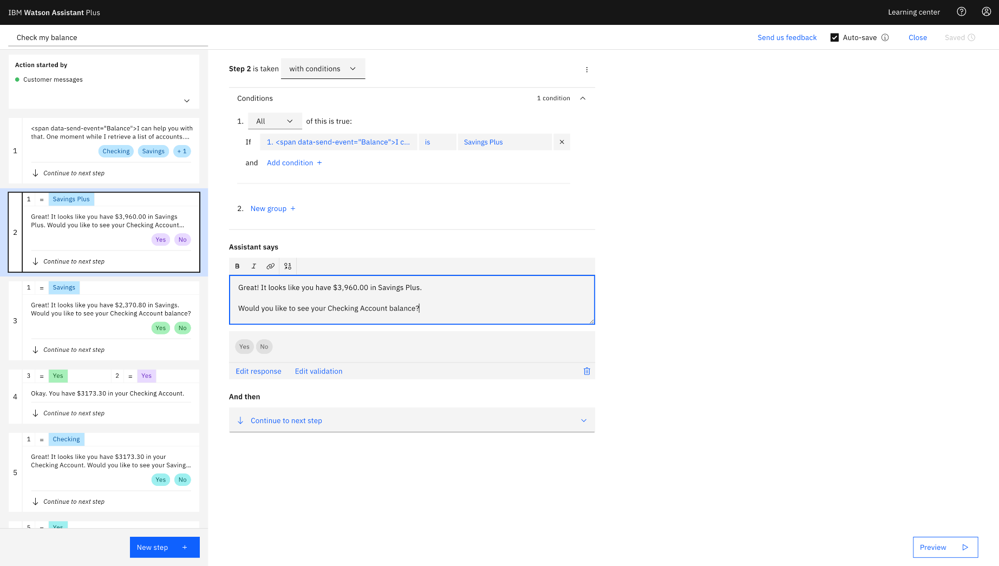 IBM Watson Assistant Plus
Learning center
Check my balance
Send us feedback
Auto-save
Close
Saved
Action started by
Customer messages
1
<span data-send-event="Balance">I can help you with
that. One moment while I retrieve a list of accounts....
Checking Savings + 1
Continue to next step
2
1 = Savings Plus
Great! It looks like you have $3,960.00 in Savings
Plus. Would you like to see your Checking Account...
Yes No
Continue to next step
3
1 = Savings
Great! It looks like you have $2,370.80 in Savings.
Would you like to see your Checking Account balance?
Yes No
Continue to next step
4
3 = Yes 2 = Yes
Okay. You have $3173.30 in your Checking Account.
Continue to next step
5
1 = Checking
Great! It looks like you have $3173.30 in your
Checking Account. Would you like to see your Saving...
Yes No
Continue to next step
5 = Yes
New step +
Step 2 is taken with conditions
Conditions
1 condition
1. All of this is true:
If 1. <span data-send-event="Balance">I c... is Savings Plus
and Add condition +
2. New group +
Assistant says
B I
Great! It looks like you have $3,960.00 in Savings Plus.
Would you like to see your Checking Account balance?
Yes No
Edit response Edit validation
And then
Continue to next step
Preview